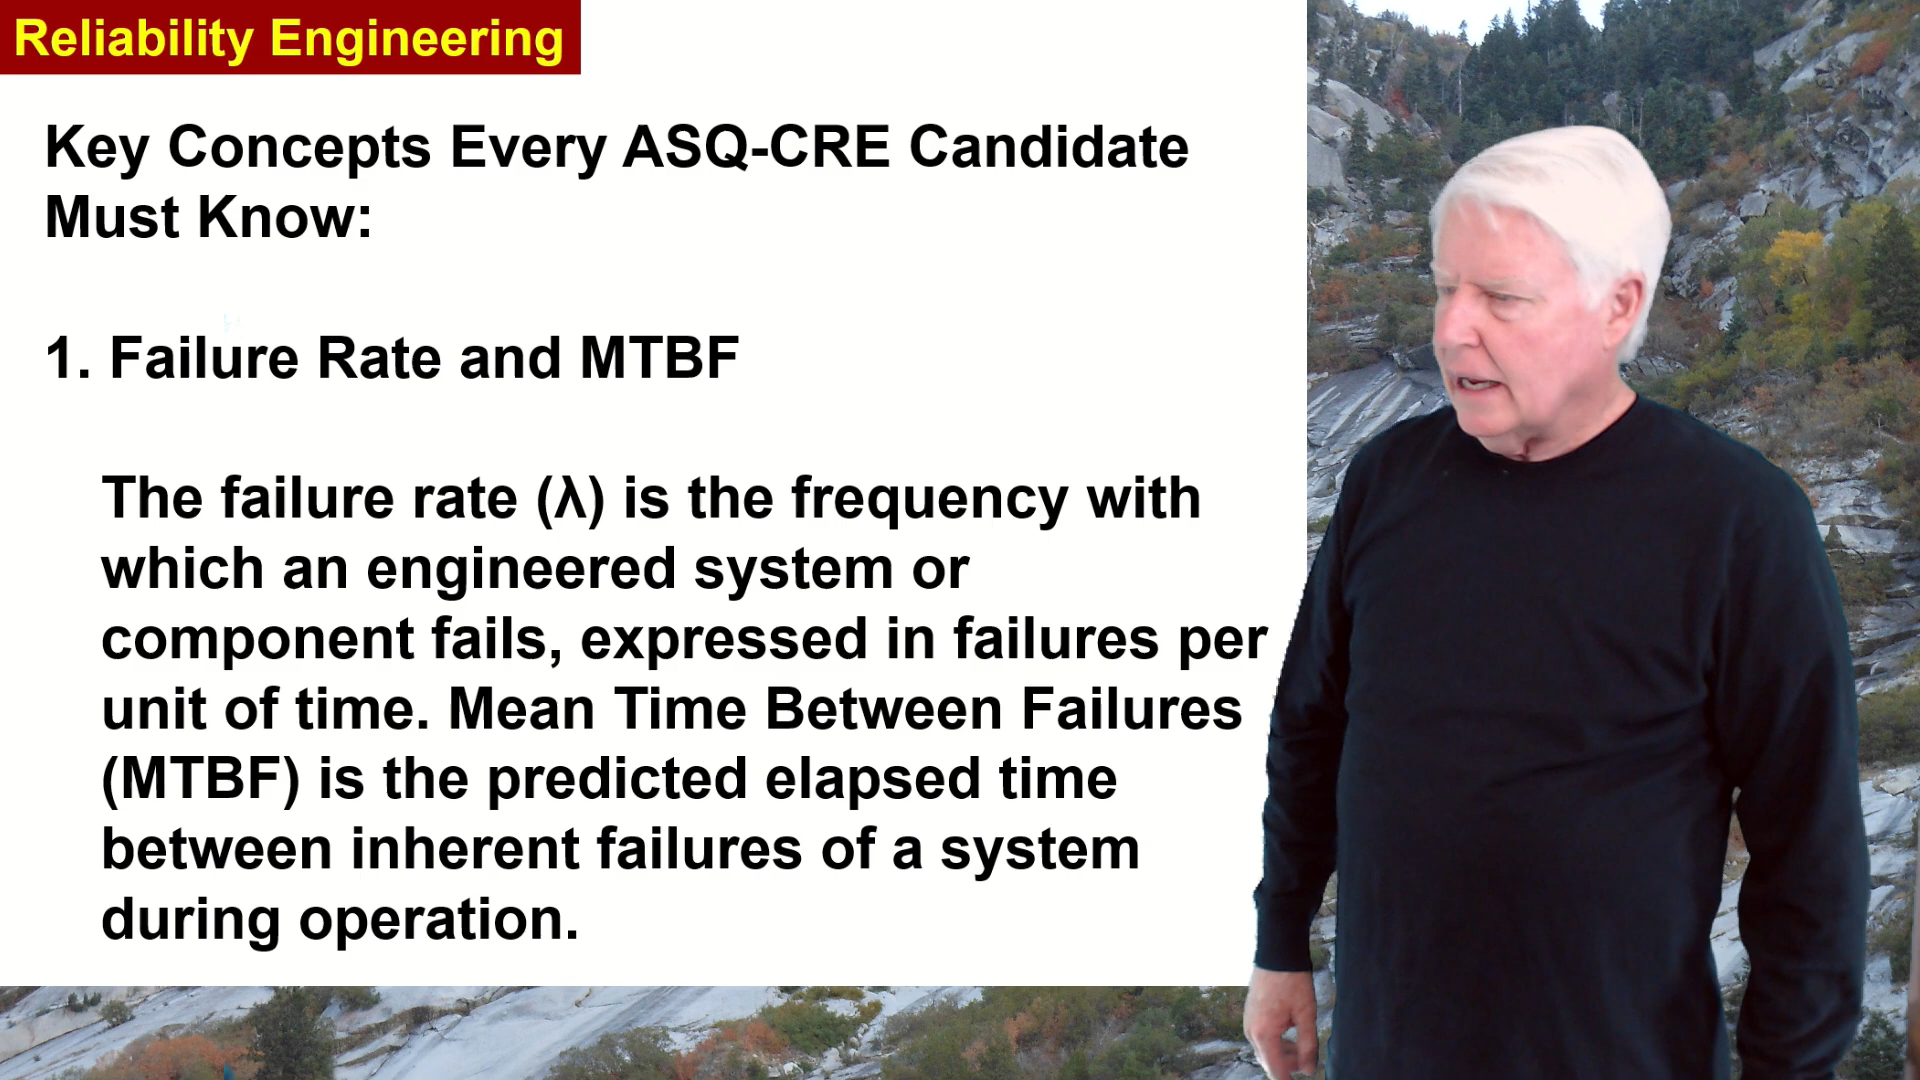 Reliability Engineering
Key Concepts Every ASQ-CRE Candidate
Must Know:
1. Failure Rate and MTBF
The failure rate (λ) is the frequency with
which an engineered system or
component fails, expressed in failures per
unit of time. Mean Time Between Failures
(MTBF) is the predicted elapsed time
between inherent failures of a system
during operation.